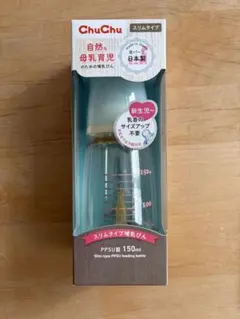 ChuChu
スリムタイプ
自然な
母乳育児
のための哺乳びん
日本製
新生児〜
乳首の
サイズアップ
不要
150
100
スリムタイプ哺乳びん
PPSU製 150mL
Slim type PPSU feeding bottle